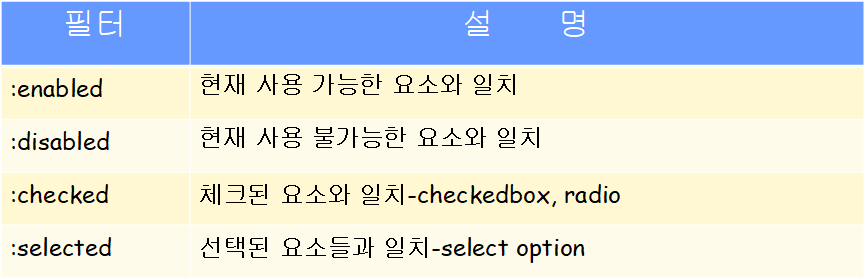 필터 설 명
:enabled 현재 사용 가능한 요소와 일치
:disabled 현재 사용 불가능한 요소와 일치
:checked 체크된 요소와 일치-checkedbox, radio
:selected 선택된 요소들과 일치-select option